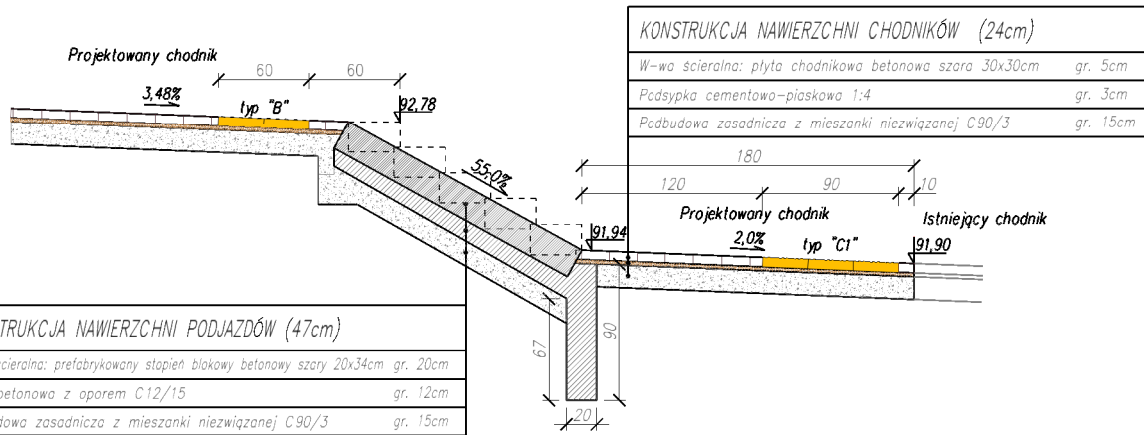 KONSTRUKCJA NAWIERZCHNI CHODNIKÓW (24cm)
W-wa ścieralna: płyta chodnikowa betonowa szara 30x30cm gr. 5cm
Podsypka cementowo-piaskowa 1:4 gr. 3cm
Podbudowa zasadnicza z mieszanki niezwiązanej C90/3 gr. 15cm
Projektowany chodnik
60 60
3,48%
typ "B"
92,78
55,0%
180
120 90 10
Projektowany chodnik
Istniejący chodnik
91,94
2,0%
typ "C1"
91,90
67
90
20
TRUKCJA NAWIERZCHNI PODJAZDÓW (47cm)
cieralna: prefabrykowany stopień blokowy betonowy szary 20x34cm gr. 20cm
betonowa z oporem C12/15 gr. 12cm
dowa zasadnicza z mieszanki niezwiązanej C90/3 gr. 15cm